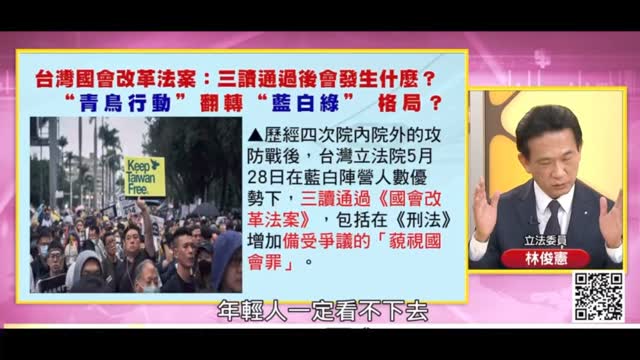 台灣國會改革法案：三讀通過後會發生什麼？
“青鳥行動”翻轉“藍白綠” 格局？
Keep
Taiwan
Free.
▲歷經四次院內院外的攻
防戰後，台灣立法院5月
28日在藍白陣營人數優
勢下，三讀通過《國會改
革法案》，包括在《刑法》
增加備受爭議的「藐視國
會罪」。
立法委員
林俊憲
年輕人一定看不下去